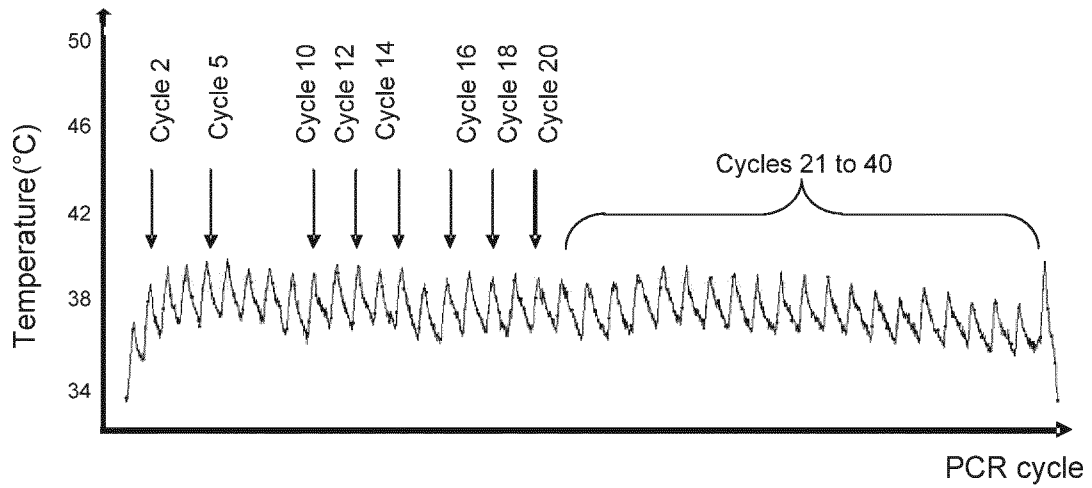 50
46
42
38
34
Temperature(°C)
Cycle 2
Cycle 5
Cycle 10
Cycle 12
Cycle 14
Cycle 16
Cycle 18
Cycle 20
Cycles 21 to 40
PCR cycle